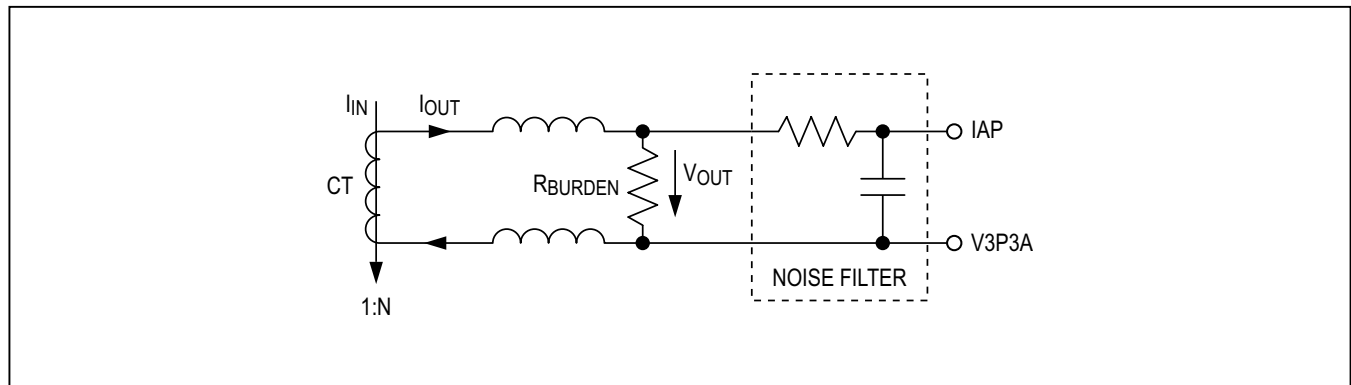 IIN
IOUT
IAP
CT
RBURDEN
VOUT
V3P3A
NOISE FILTER
1:N